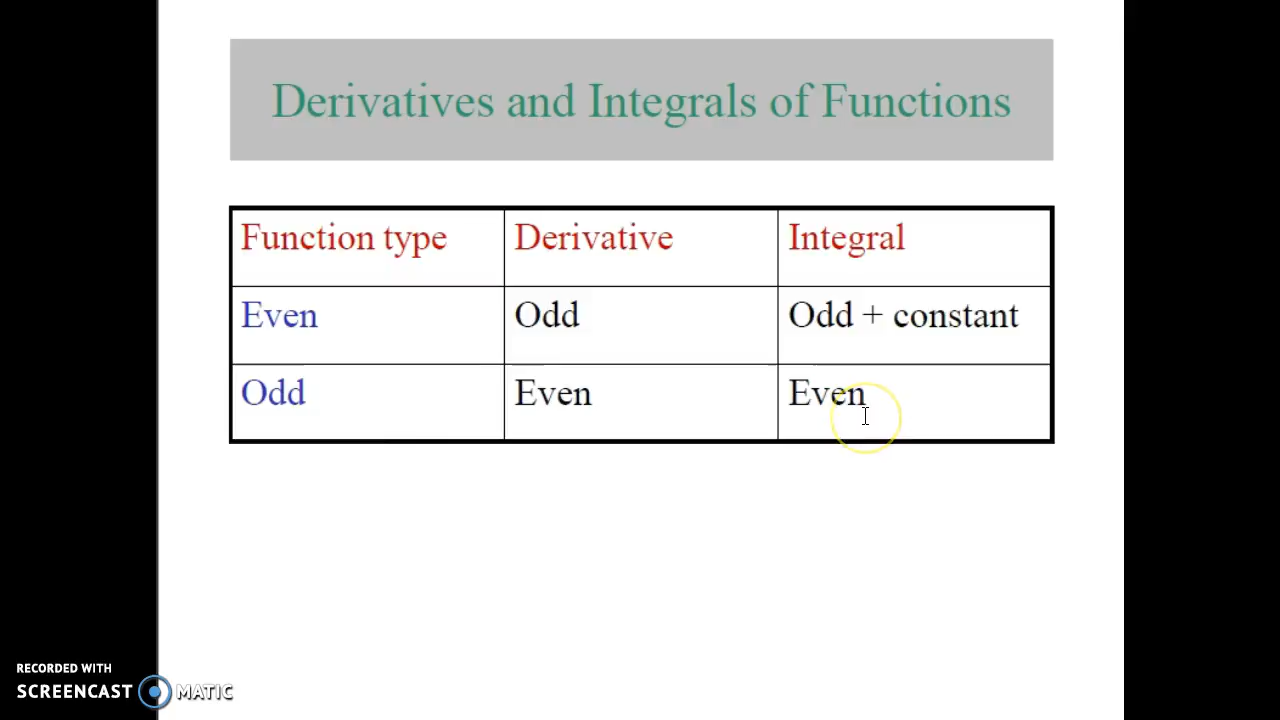 Derivatives and Integrals of Functions
Function type Derivative Integral
Even Odd Odd + constant
Odd Even Even
RECORDED WITH
SCREENCAST MATIC